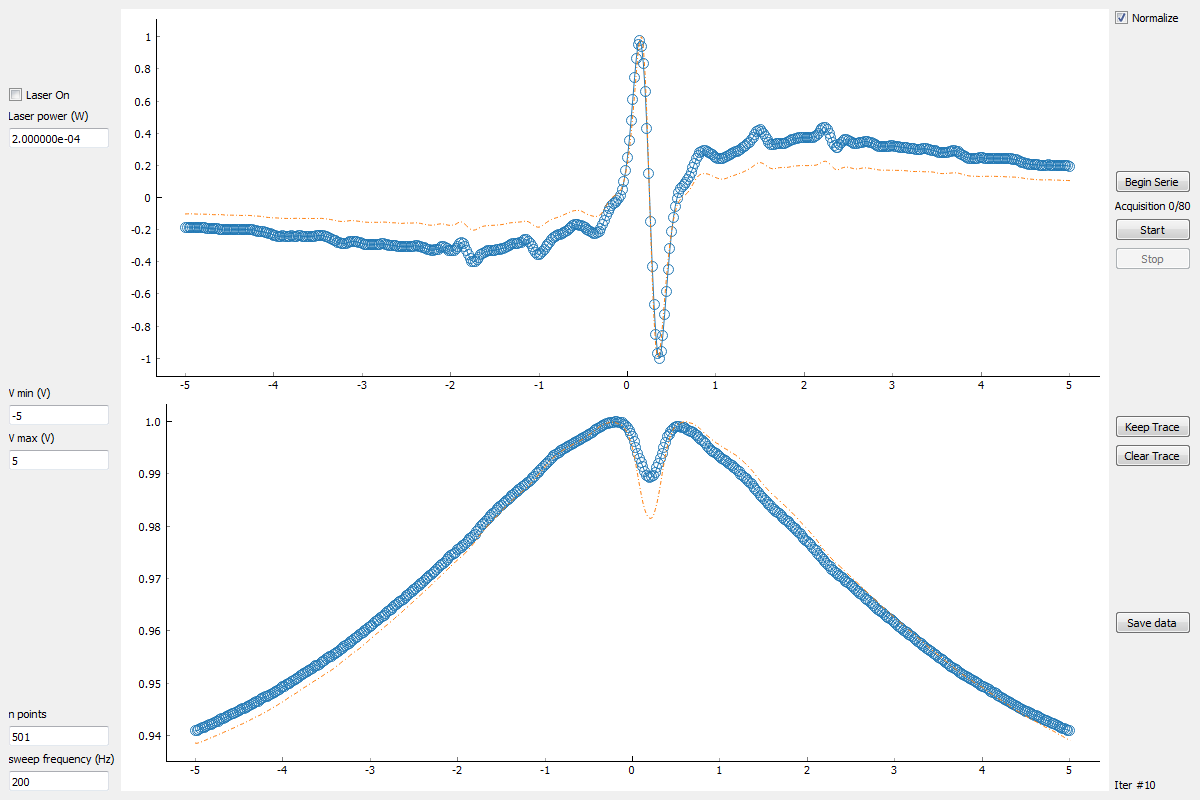 Normalize
1
0.8
0.6
0.4
0.2
0
-0.2
-0.4
-0.6
-0.8
-1
-5 -4 -3 -2 -1 0 1 2 3 4 5
Laser On
Laser power (W)
2.000000e-04
Begin Serie
Acquisition 0/80
Start
Stop
V min (V)
-5
V max (V)
5
1.0
0.99
0.98
0.97
0.96
0.95
0.94
-5 -4 -3 -2 -1 0 1 2 3 4 5
Keep Trace
Clear Trace
Save data
n points
501
sweep frequency (Hz)
200
Iter #10